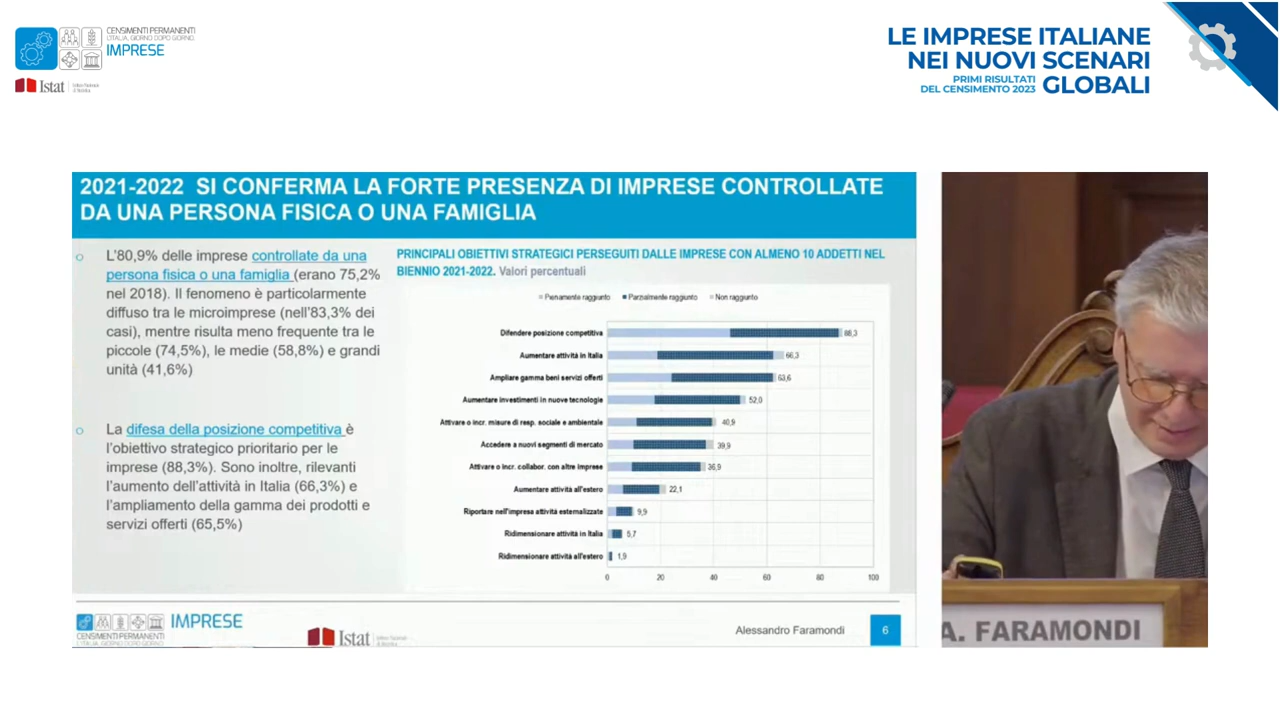 CENSIMENTI PERMANENTI
L'ITALIA, GIORNO DOPO GIORNO.
IMPRESE
Istat
LE IMPRESE ITALIANE
NEI NUOVI SCENARI
PRIMI RISULTATI
DEL CENSIMENTO 2023
GLOBALI
2021-2022 SI CONFERMA LA FORTE PRESENZA DI IMPRESE CONTROLLATE
DA UNA PERSONA FISICA O UNA FAMIGLIA
L'80,9% delle imprese controllate da una
persona fisica o una famiglia (erano 75,2%
nel 2018). Il fenomeno è particolarmente
diffuso tra le microimprese (nell'83,3% dei
casi), mentre risulta meno frequente tra le
piccole (74,5%), le medie (58,8%) e grandi
unità (41,6%)
La difesa della posizione competitiva è
l'obiettivo strategico prioritario per le
imprese (88,3%). Sono inoltre, rilevanti
l'aumento dell'attività in Italia (66,3%) e
l'ampliamento della gamma dei prodotti e
servizi offerti (65,5%)
PRINCIPALI OBIETTIVI STRATEGICI PERSEGUITI DALLE IMPRESE CON ALMENO 10 ADDETTI NEL
BIENNIO 2021-2022. Valori percentuali
Pienamente raggiunto Parzialmente raggiunto Non raggiunto
Difendere posizione competitiva 88,3
Aumentare attività in Italia 66,3
Ampliare gamma beni servizi offerti 63,6
Aumentare investimenti in nuove tecnologie 52,0
Attivare o incr. misure di resp. sociale e ambientale 40,9
Accedere a nuovi segmenti di mercato 39,9
Attivare o incr. collabor. con altre imprese 36,9
Aumentare attività all'estero 22,1
Riportare nell'impresa attività esternalizzate 9,9
Ridimensionare attività in Italia 5,7
Ridimensionare attività all'estero 1,9
0 20 40 60 80 100
IMPRESE
CENSIMENTI PERMANENTI
L'ITALIA, GIORNO DOPO GIORNO.
Istat
Alessandro Faramondi
6
A. FARAMONDI